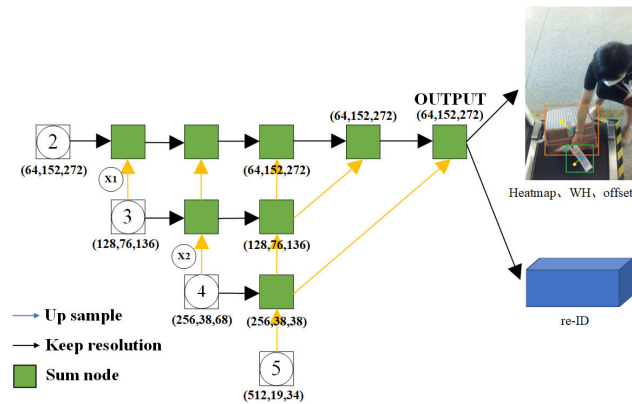 OUTPUT
(64,152,272)
(64,152,272)
2
(64,152,272)
(64,152,272)
X1
Heatmap、WH、offset
3
(128,76,136)
(128,76,136)
X2
4
(256,38,68)
(256,38,38)
Up sample
Keep resolution
Sum node
5
(512,19,34)
re-ID